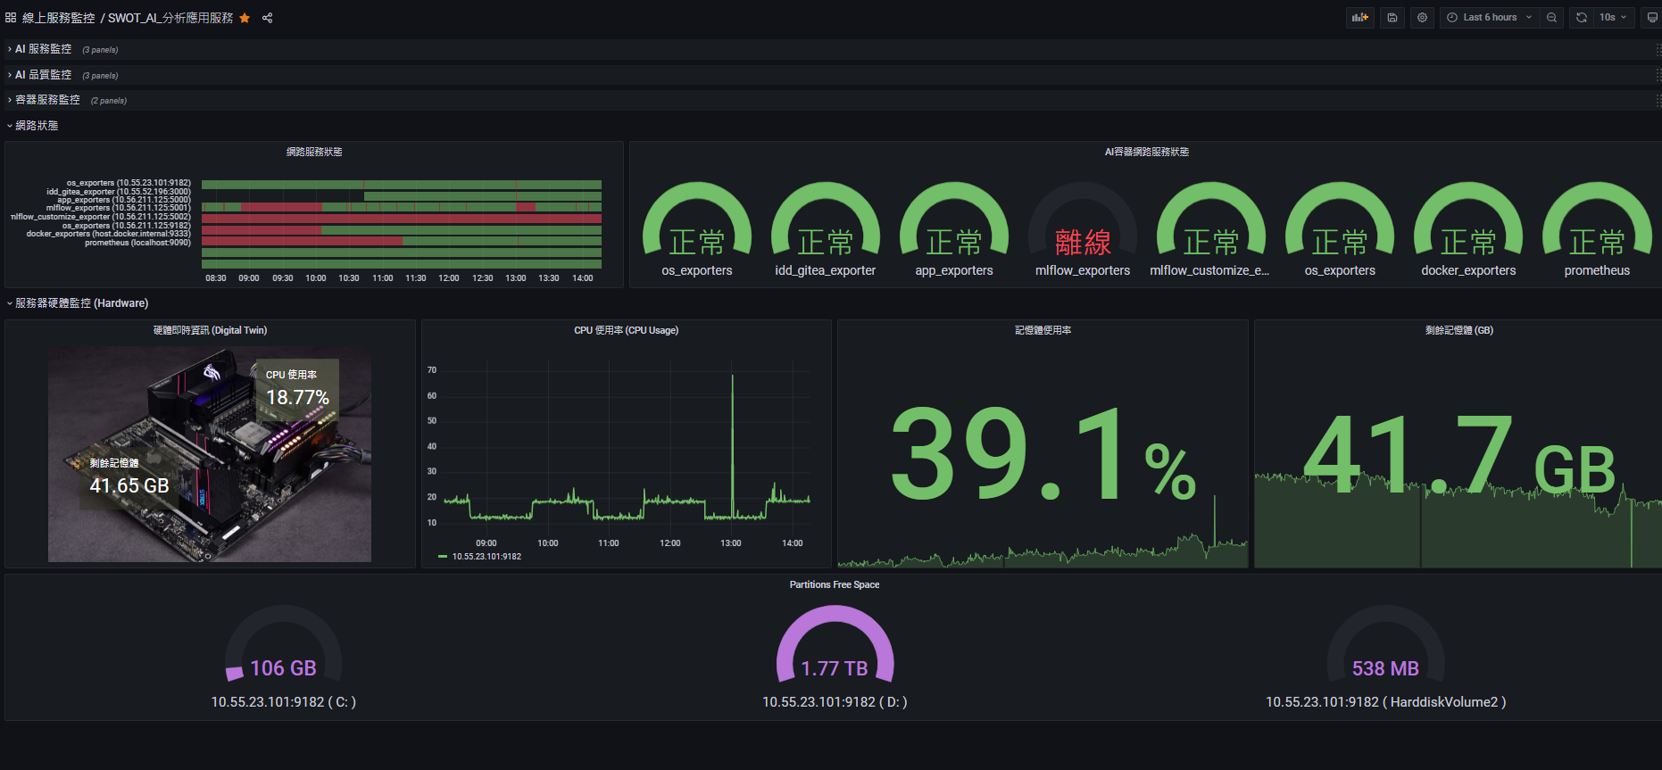 線上服務監控 / SWOT_AI_分析應用服務
Last 6 hours
10s
AI 服務監控 (3 panels)
AI 品質監控 (3 panels)
容器服務監控 (2 panels)
網路狀態
網路服務狀態
os_exporters (10.55.23.101:9182)
idd_gitea_exporter (10.55.52.196:3000)
app_exporters (10.56.211.125:5000)
mlflow_exporters (10.56.211.125:5001)
mlflow_customize_exporter (10.56.211.125:5002)
os_exporters (10.56.211.125:9182)
docker_exporters (host.docker.internal:9333)
prometheus (localhost:9090)
08:30 09:00 09:30 10:00 10:30 11:00 11:30 12:00 12:30 13:00 13:30 14:00
AI容器網路服務狀態
正常 正常 正常 離線 正常 正常 正常 正常
os_exporters idd_gitea_exporter app_exporters mlflow_exporters mlflow_customize_e... os_exporters docker_exporters prometheus
服務器硬體監控 (Hardware)
硬體即時資訊 (Digital Twin)
CPU 使用率
18.77%
剩餘記憶體
41.65 GB
CPU 使用率 (CPU Usage)
70
60
50
40
30
20
10
09:00 10:00 11:00 12:00 13:00 14:00
10.55.23.101:9182
記憶體使用率
39.1%
剩餘記憶體 (GB)
41.7 GB
Partitions Free Space
106 GB
10.55.23.101:9182 ( C: )
1.77 TB
10.55.23.101:9182 ( D: )
538 MB
10.55.23.101:9182 ( HarddiskVolume2 )